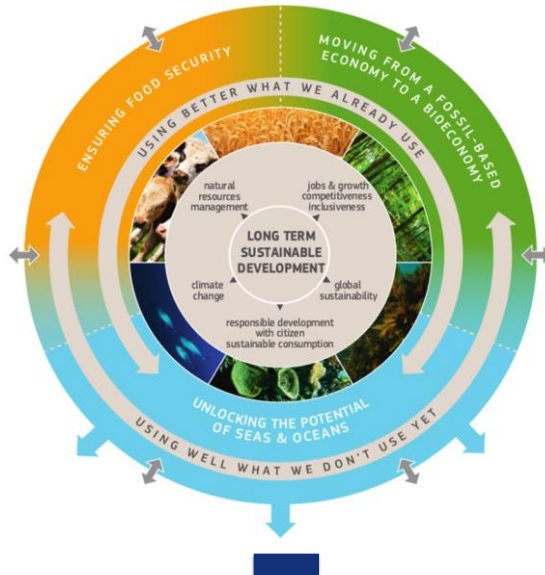 ENSURING FOOD SECURITY
MOVING FROM A FOSSIL-BASED
ECONOMY TO A BIOECONOMY
USING BETTER WHAT WE ALREADY USE
natural
resources
management
jobs & growth
competitiveness
inclusiveness
LONG TERM
SUSTAINABLE
DEVELOPMENT
climate
change
global
sustainability
responsible development
with citizen
sustainable consumption
UNLOCKING THE POTENTIAL
OF SEAS & OCEANS
USING WELL WHAT WE DON'T USE YET